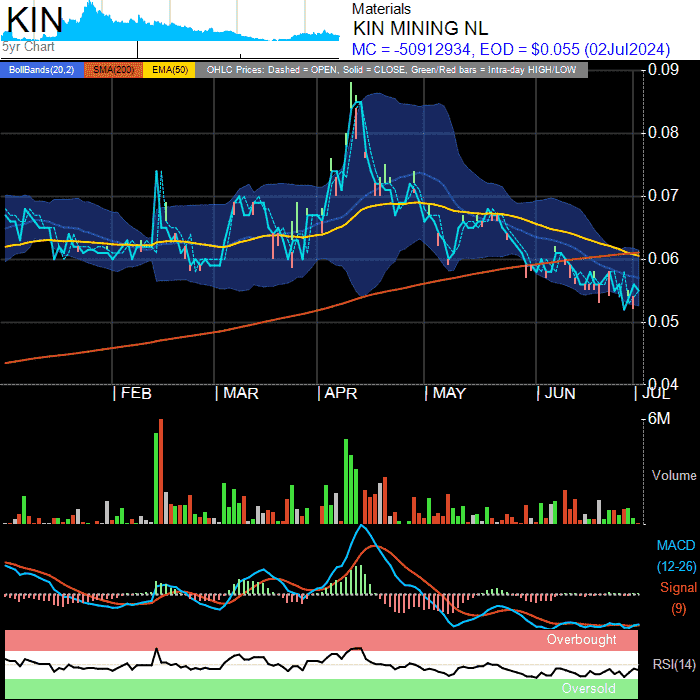 KIN
5yr Chart
Materials
KIN MINING NL
MC = -50912934, EOD = $0.055 (02Jul2024)
BollBands(20,2) SMA(200) EMA(50) OHLC Prices: Dashed = OPEN, Solid = CLOSE, Green/Red bars = Intra-day HIGH/LOW
0.09
0.08
0.07
0.06
0.05
0.04
FEB MAR APR MAY JUN JUL
6M
Volume
MACD
(12-26)
Signal
(9)
Overbought
RSI(14)
Oversold